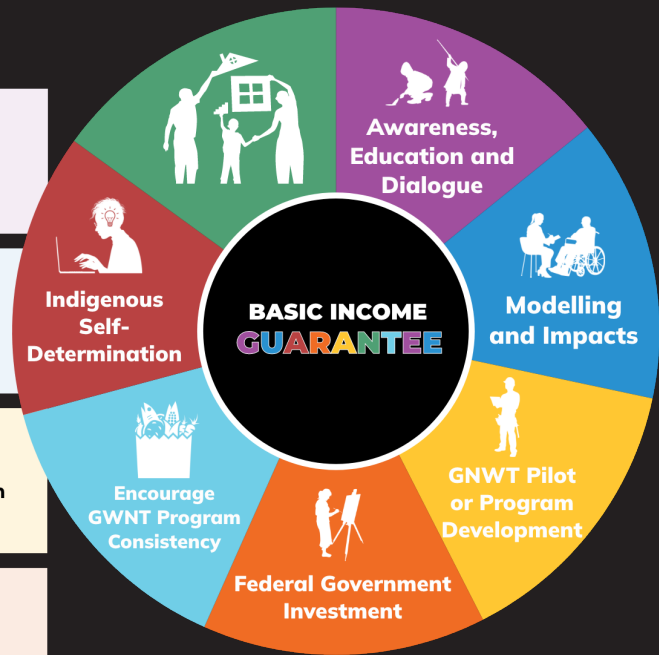 Awareness,
Education and
Dialogue
Modelling
and Impacts
GNWT Pilot
or Program
Development
Federal Government
Investment
Encourage
GWNT Program
Consistency
Indigenous
Self-
Determination
BASIC INCOME
GUARANTEE
n